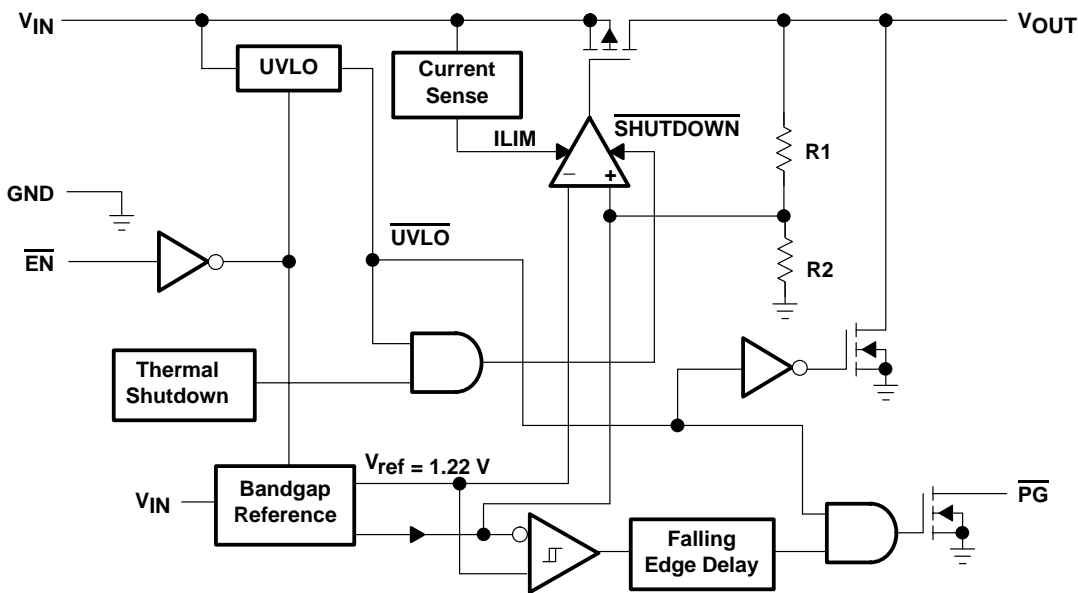 VIN
VOUT
UVLO
Current
Sense
SHUTDOWN
ILIM
R1
− +
GND
UVLO
EN
R2
Thermal
Shutdown
Vref = 1.22 V
VIN
Bandgap
Reference
PG
Falling
Edge Delay